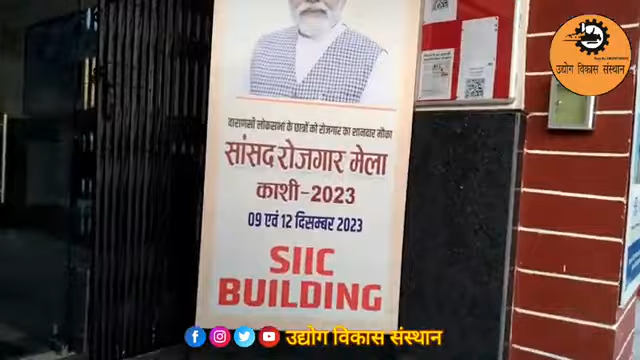 वाराणसी लोकसभा के छात्रों को रोजगार का शानदार मौका
सांसद रोजगार मेला
काशी-2023
09 एवं 12 दिसम्बर 2023
SIIC
BUILDING
उद्योग विकास संस्थान
उद्योग विकास संस्थान